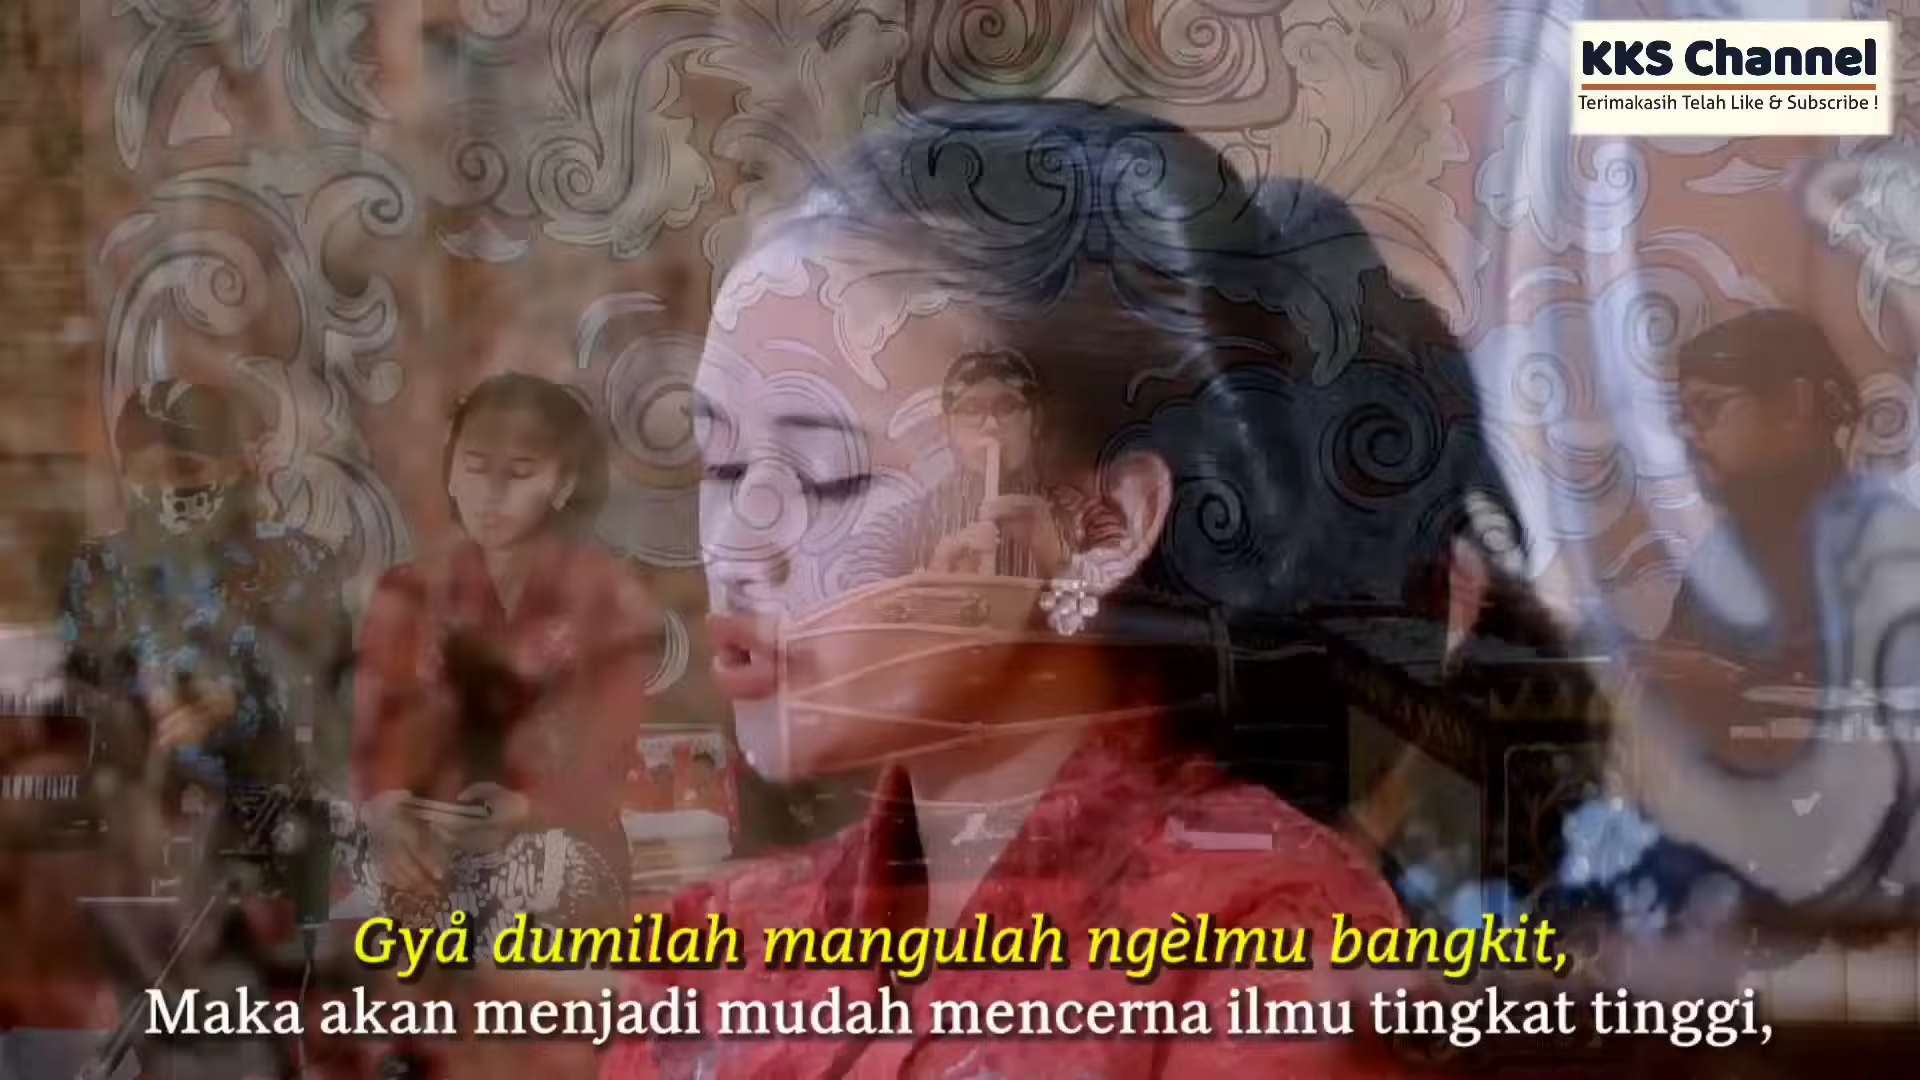 KKS Channel
Terimakasih Telah Like & Subscribe !
Gyå dumilah mangulah ngèlmu bangkit,
Maka akan menjadi mudah mencerna ilmu tingkat tinggi,